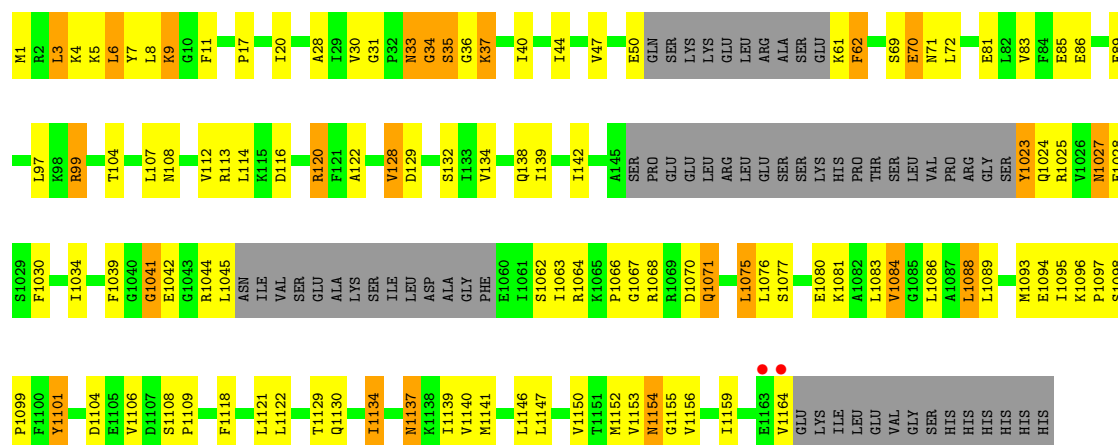 M1 R2 L3 K4 K5 L6 Y7 L8 K9 G10 F11 P17 I20 A28 I29 V30 G31 P32 N33 G34 S35 G36 K37 I40 I44 V47 E50 GLN SER LYS LYS GLU LEU ARG ALA SER GLU K61 F62 S69 E70 N71 L72 E81 L82 V83 F84 E85 E86
L97 K98 R99 T104 L107 N108 V112 R113 L114 K115 D116 R120 F121 A122 V128 D129 S132 I133 V134 Q138 I139 I142 A145 SER PRO GLU GLU LEU ARG LEU GLU SER SER LYS HIS PRO THR SER LEU VAL PRO ARG GLY SER Y1023 Q1024 R1025 V1026 N1027
S1029 F1030 I1034 F1039 G1040 G1041 E1042 G1043 R1044 L1045 ASN ILE VAL SER GLU ALA LYS SER ILE LEU ASP ALA GLY PHE E1060 I1061 S1062 I1063 R1064 K1065 P1066 G1067 R1068 R1069 D1070 Q1071 L1075 L1076 S1077 E1080 K1081 A1082 L1083 V1084 G1085 L1086 A1087 L1088 L1089 M1093 E1094 I1095 K1096 P1097 S1098
P1099 F1100 Y1101 D1104 E1105 V1106 D1107 S1108 P1109 F1118 L1121 L1122 T1129 Q1130 I1134 N1137 K1138 I1139 V1140 M1141 L1146 L1147 V1150 T1151 M1152 V1153 N1154 G1155 V1156 I1159 E1163 V1164 GLU LYS ILE LEU GLU VAL GLY SER HIS HIS HIS HIS HIS HIS